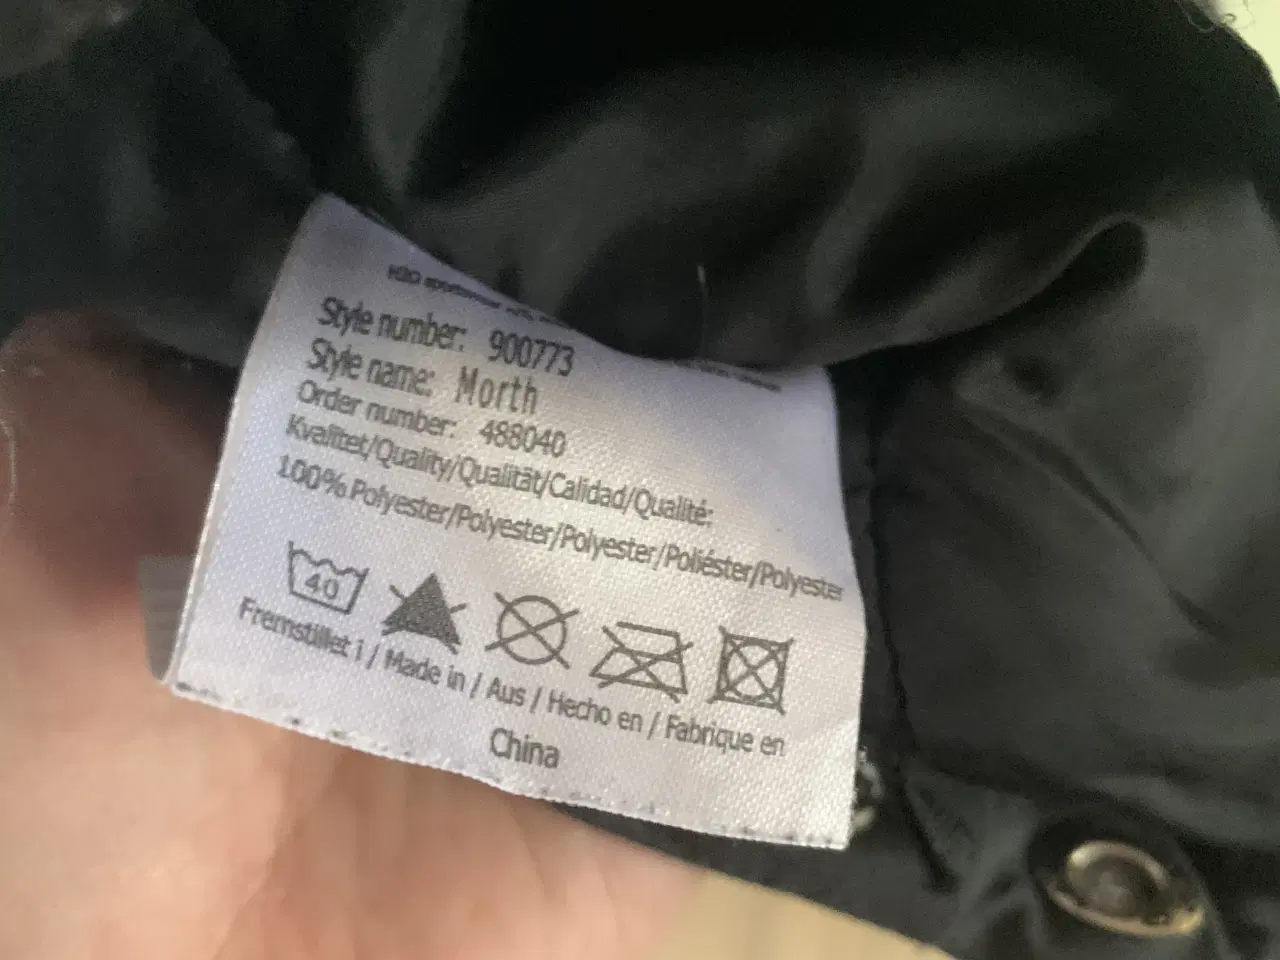 H2O
Style number: 900773
Style name: Morth
Order number: 488040
Kvalitet/Quality/Qualität/Calidad/Qualité:
100% Polyester/Polyester/Polyester/Poliéster/Polyester
40
Fremstillet i / Made in / Aus / Hecho en / Fabrique en
China